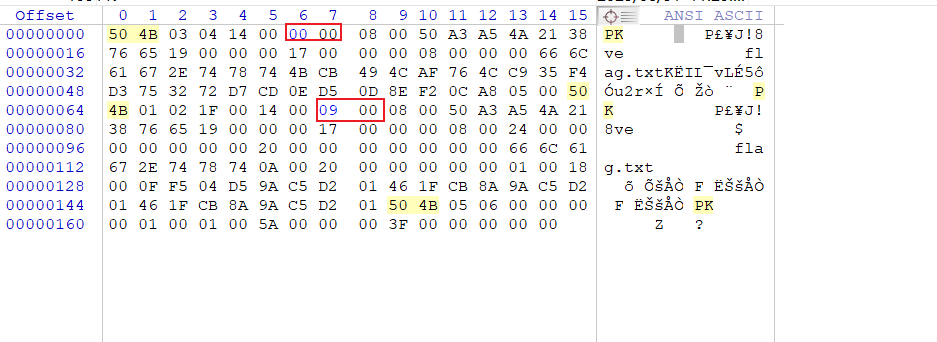 Offset 0 1 2 3 4 5 6 7 8 9 10 11 12 13 14 15 ANSI ASCII
00000000 50 4B 03 04 14 00 00 00 08 00 50 A3 A5 4A 21 38 PK P£¥J!8
00000016 76 65 19 00 00 00 17 00 00 00 08 00 00 00 66 6C ve fl
00000032 61 67 2E 74 78 74 4B CB 49 4C AF 76 4C C9 35 F4 ag.txtKËIL¯vLÉ5ô
00000048 D3 75 32 72 D7 CD 0E D5 0D 8E F2 0C A8 05 00 50 Óu2r×Í Õ Žò ¨ P
00000064 4B 01 02 1F 00 14 00 09 00 08 00 50 A3 A5 4A 21 K P£¥J!
00000080 38 76 65 19 00 00 00 17 00 00 00 08 00 24 00 00 8ve $
00000096 00 00 00 00 00 20 00 00 00 00 00 00 00 66 6C 61 fla
00000112 67 2E 74 78 74 0A 00 20 00 00 00 00 00 01 00 18 g.txt
00000128 00 0F F5 04 D5 9A C5 D2 01 46 1F CB 8A 9A C5 D2 õ ÕšÅÒ F ËŠšÅÒ
00000144 01 46 1F CB 8A 9A C5 D2 01 50 4B 05 06 00 00 00 F ËŠšÅÒ PK
00000160 00 01 00 01 00 5A 00 00 00 3F 00 00 00 00 00 Z ?